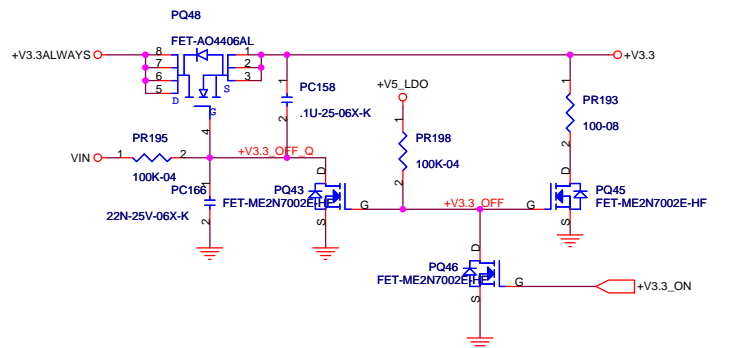 PQ48
FET-AO4406AL
+V3.3ALWAYS
8
7
6
5
D
S
G
1
2
3
4
+V3.3
1
PC158
.1U-25-06X-K
2
+V5_LDO
1
PR198
100K-04
2
1
PR193
100-08
2
VIN
1
PR195
2
100K-04
+V3.3_OFF_Q
PC166
1
22N-25V-06X-K
2
D
PQ43
FET-ME2N7002E-HF
G
S
+V3.3_OFF
D
G
PQ45
FET-ME2N7002E-HF
S
D
PQ46
FET-ME2N7002E-HF
G
S
+V3.3_ON